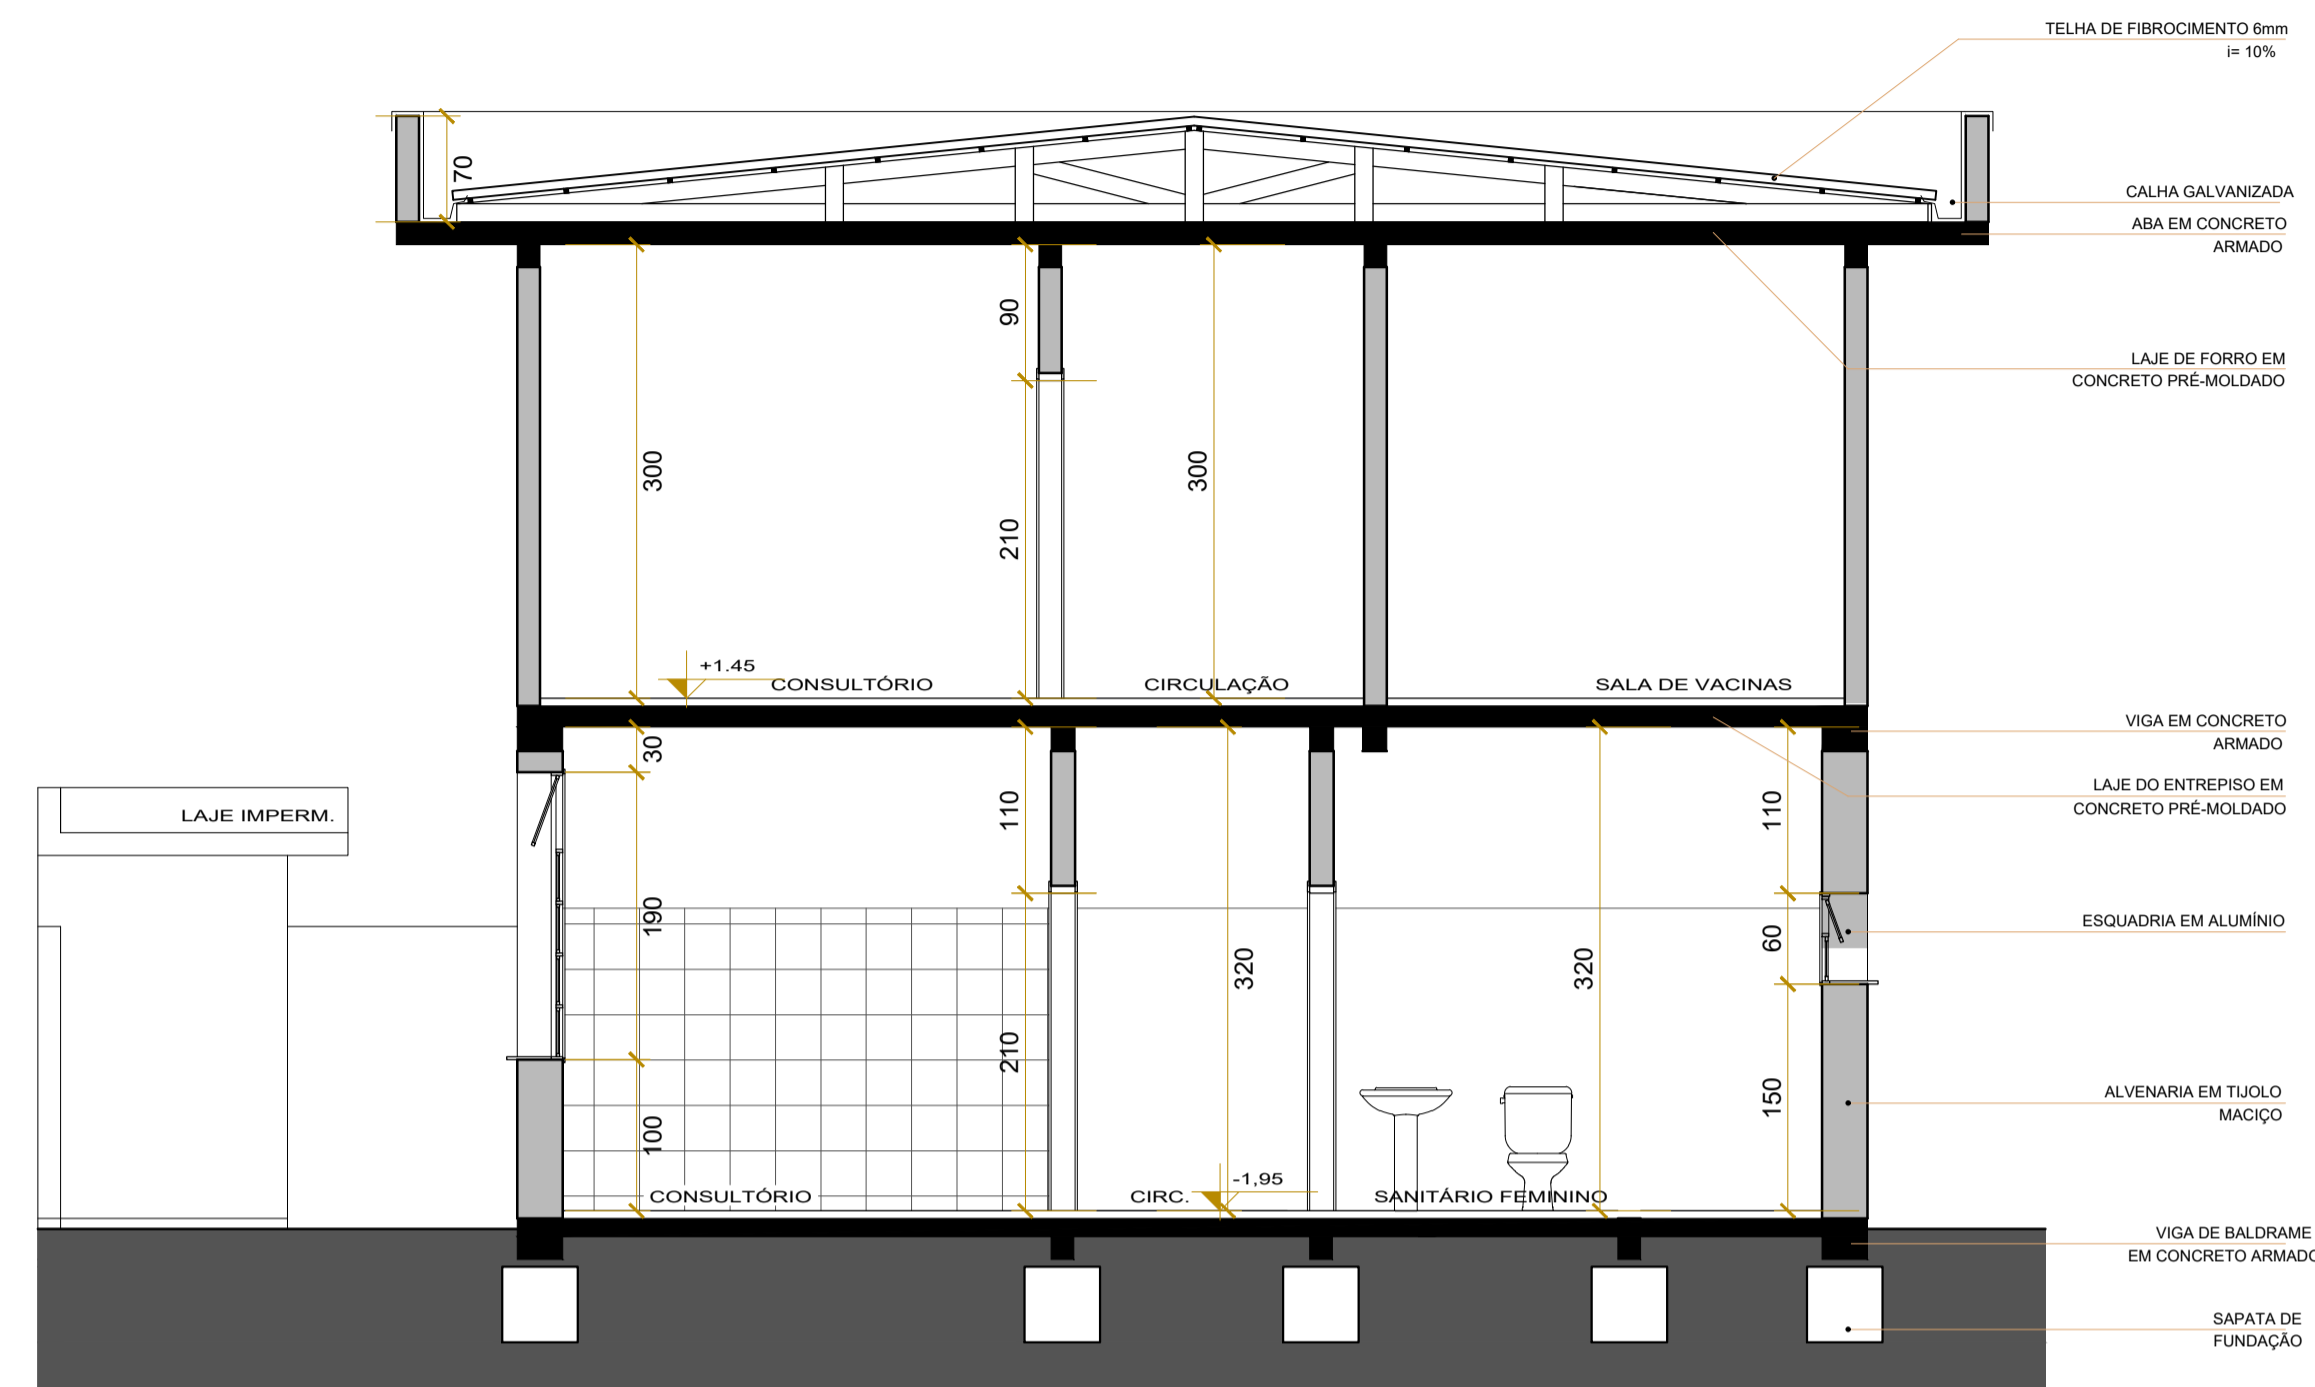 TELHA DE FIBROCIMENTO 6mm
i= 10%
70
CALHA GALVANIZADA
ABA EM CONCRETO
ARMADO
90
LAJE DE FORRO EM
CONCRETO PRÉ-MOLDADO
300
300
210
+1.45
CONSULTÓRIO
CIRCULAÇÃO
SALA DE VACINAS
VIGA EM CONCRETO
ARMADO
30
LAJE DO ENTREPISO EM
CONCRETO PRÉ-MOLDADO
LAJE IMPERM.
110
110
190
320
320
60
ESQUADRIA EM ALUMÍNIO
210
100
150
ALVENARIA EM TIJOLO
MACIÇO
-1,95
CONSULTÓRIO
CIRC.
SANITÁRIO FEMININO
VIGA DE BALDRAME
EM CONCRETO ARMADO
SAPATA DE
FUNDAÇÃO